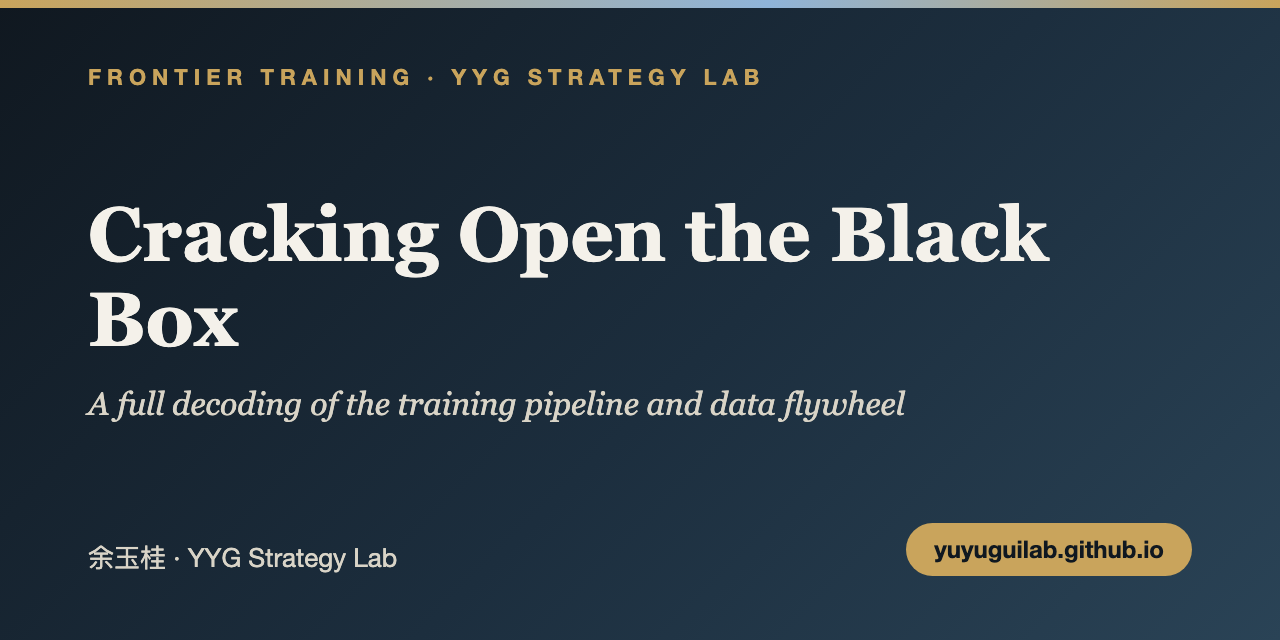 FRONTIER TRAINING · YYG STRATEGY LAB
Cracking Open the Black
Box
A full decoding of the training pipeline and data flywheel
余玉桂 · YYG Strategy Lab
yuyuguilab.github.io